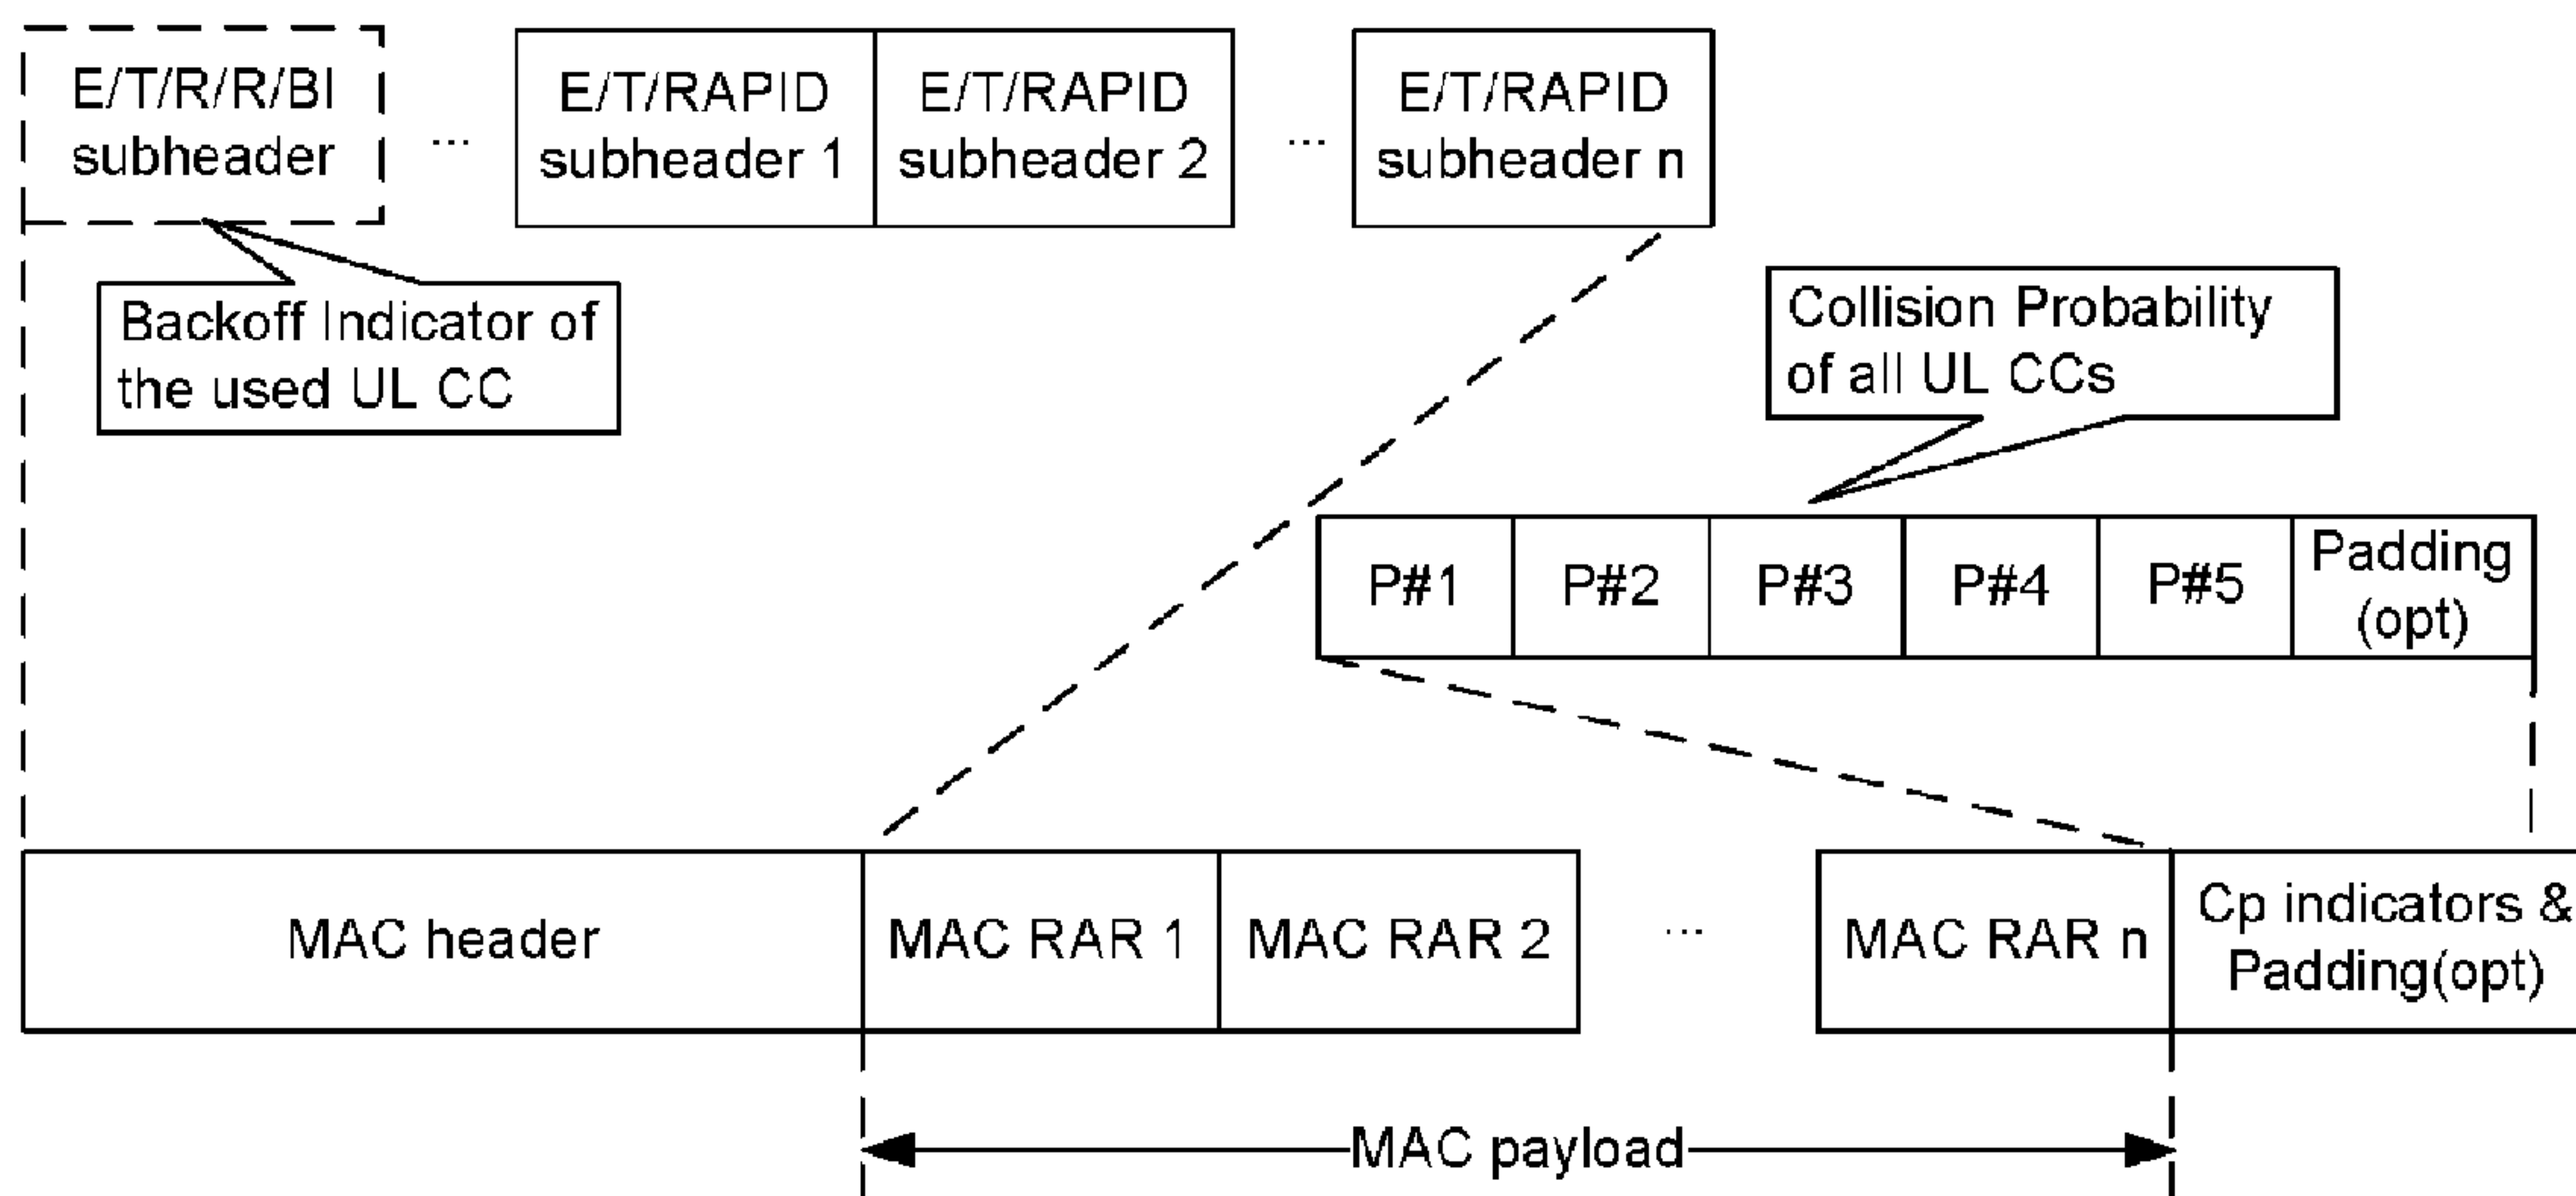 E/T/R/R/BI
subheader
...
E/T/RAPID
subheader 1
E/T/RAPID
subheader 2
...
E/T/RAPID
subheader n
Backoff Indicator of
the used UL CC
Collision Probability
of all UL CCs
P#1
P#2
P#3
P#4
P#5
Padding
(opt)
MAC header
MAC RAR 1
MAC RAR 2
...
MAC RAR n
Cp indicators &
Padding(opt)
MAC payload